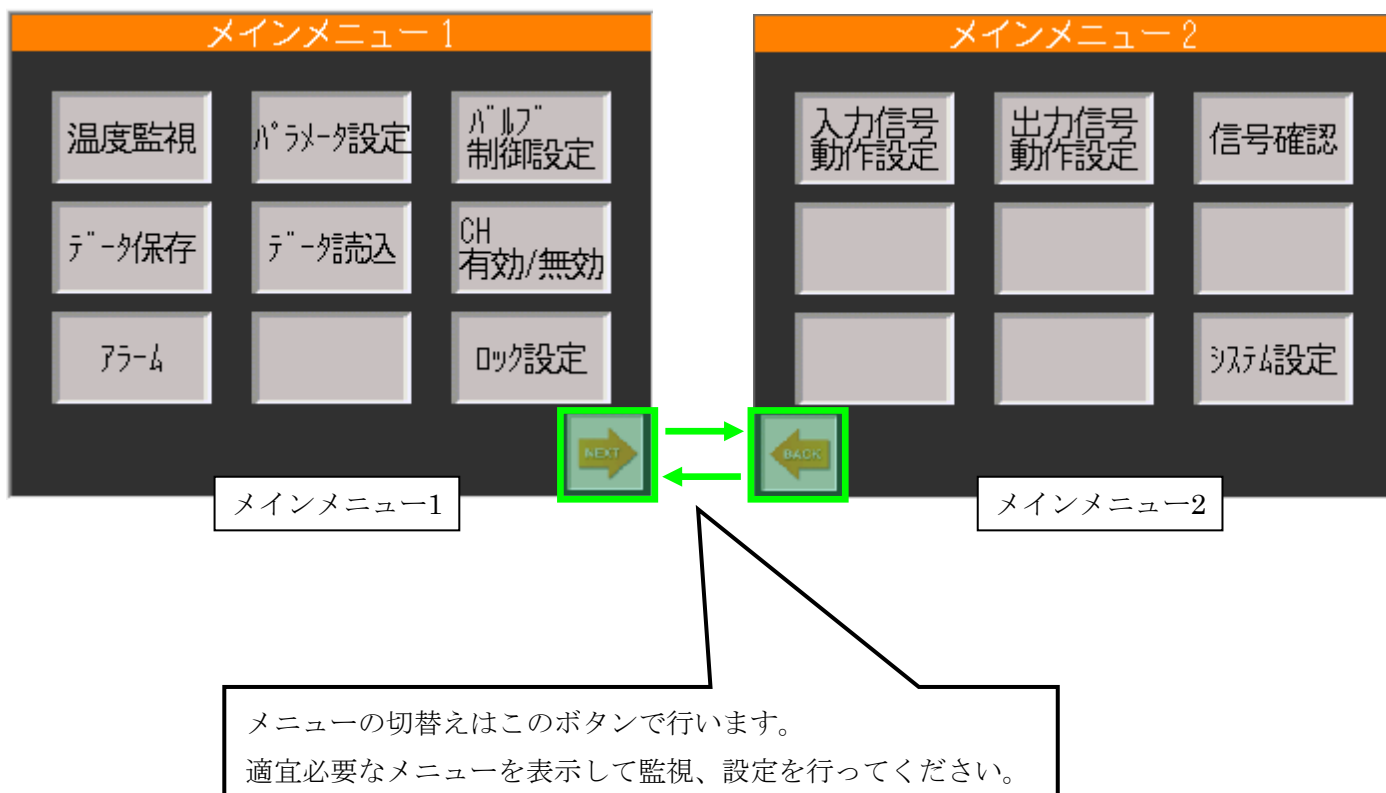 メインメニュー1
温度監視
ﾊﾟﾗﾒｰﾀ設定
ﾊﾞﾙﾌﾞ
制御設定
ﾃﾞｰﾀ保存
ﾃﾞｰﾀ読込
CH
有効/無効
ｱﾗｰﾑ
ﾛｯｸ設定
NEXT
メインメニュー1
メインメニュー2
入力信号
動作設定
出力信号
動作設定
信号確認
ｼｽﾃﾑ設定
BACK
メインメニュー2
メニューの切替えはこのボタンで行います。
適宜必要なメニューを表示して監視、設定を行ってください。